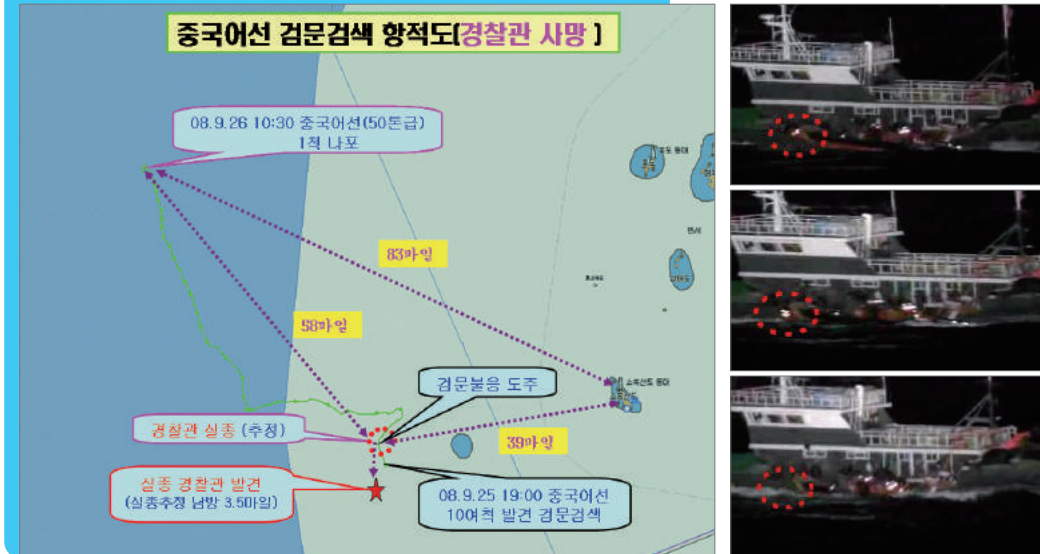 중국어선 검문검색 항적도[경찰관 사망 ]
08.9.26 10:30 중국어선(50톤급)
1척 나포
83마일
58마일
검문불응 도주
경찰관 실종 (추정)
39마일
실종 경찰관 발견
(실종추정 남방 3.5마일)
08.9.25 19:00 중국어선
10여척 발견 검문검색